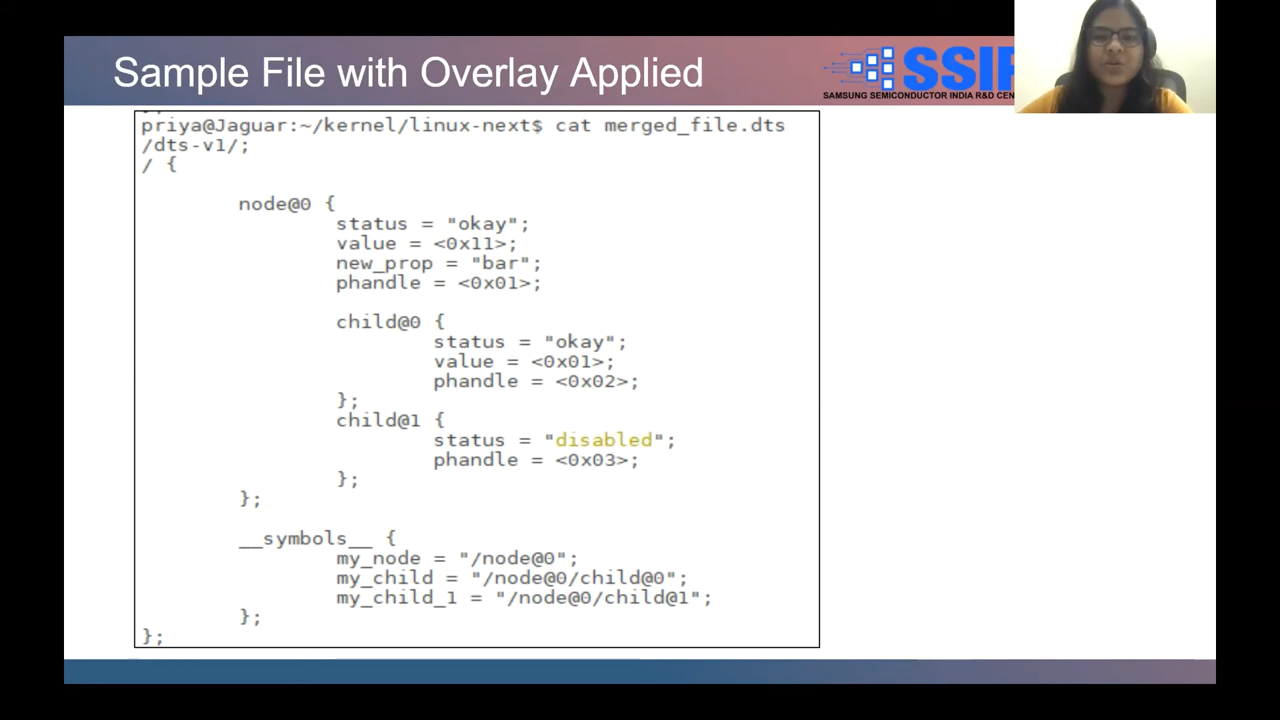 Sample File with Overlay Applied
SSIR
SAMSUNG SEMICONDUCTOR INDIA R&D
priya@Jaguar:~/kernel/linux-next$ cat merged_file.dts
/dts-v1/;
/ {
node@0 {
status = "okay";
value = <0x11>;
new_prop = "bar";
phandle = <0x01>;
child@0 {
status = "okay";
value = <0x01>;
phandle = <0x02>;
};
child@1 {
status = "disabled";
phandle = <0x03>;
};
};
__symbols__ {
my_node = "/node@0";
my_child = "/node@0/child@0";
my_child_1 = "/node@0/child@1";
};
};